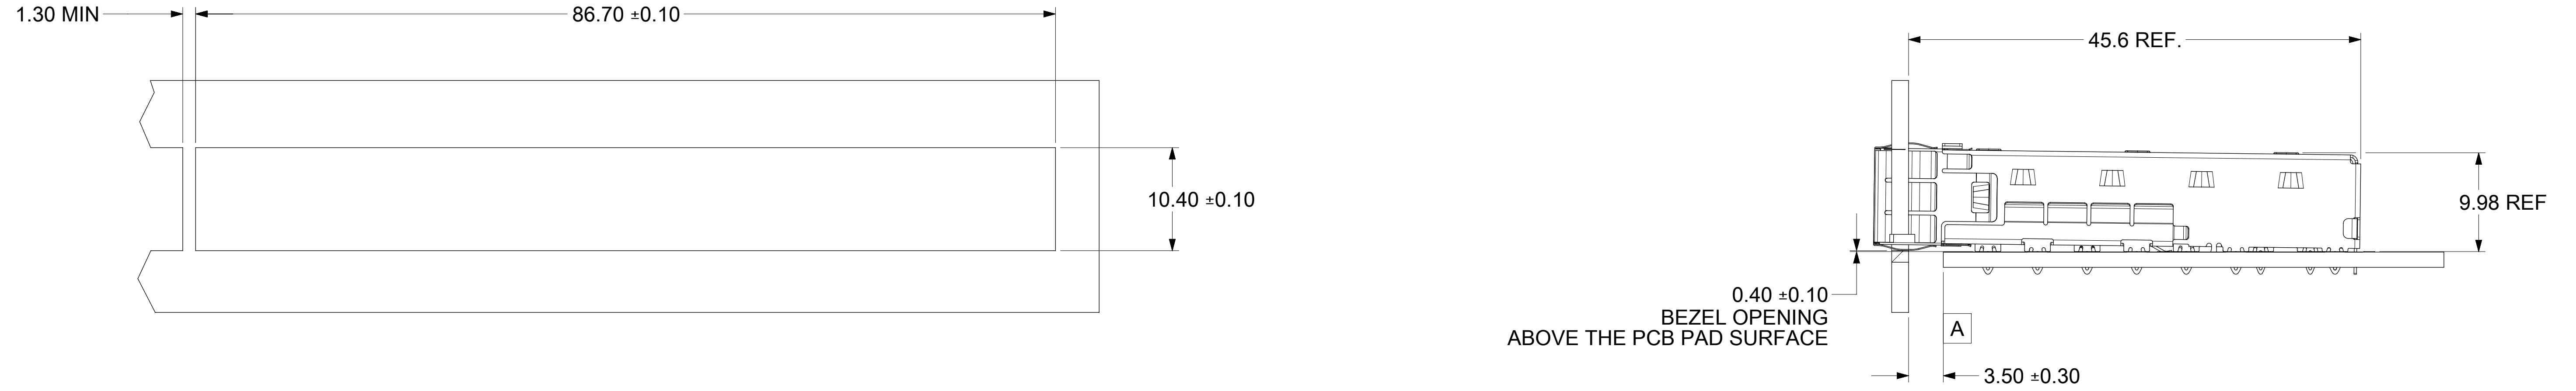 1.30 MIN
86.70 ±0.10
10.40 ±0.10
45.6 REF.
9.98 REF
0.40 ±0.10
BEZEL OPENING
ABOVE THE PCB PAD SURFACE
A
3.50 ±0.30